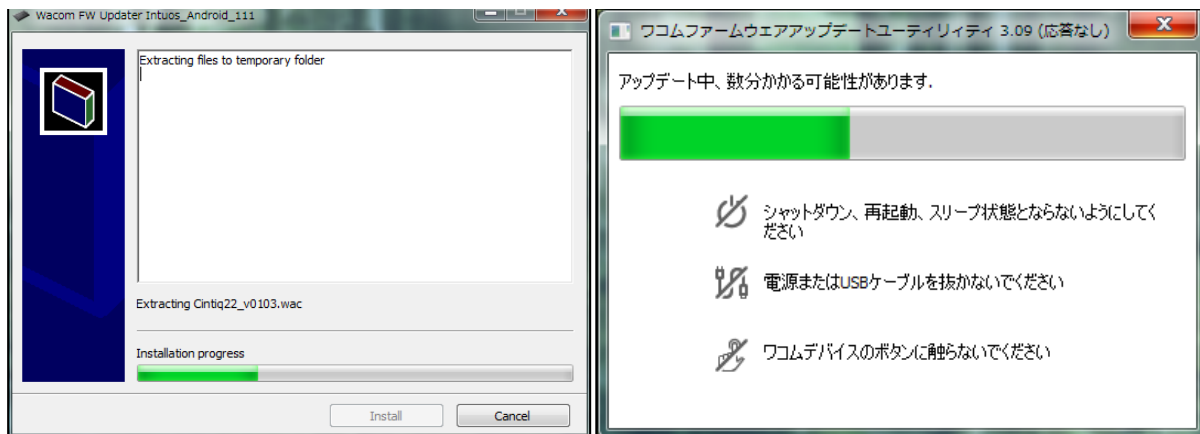 Wacom FW Updater Intuos_Android_111
Extracting files to temporary folder
Extracting Cintiq22_v0103.wac
Installation progress
Install
Cancel
ワコムファームウエアアップデートユーティリィティ 3.09 (応答なし)
アップデート中、数分かかる可能性があります.
シャットダウン、再起動、スリープ状態とならないようにしてく
ださい
電源またはUSBケーブルを抜かないでください
ワコムデバイスのボタンに触らないでください